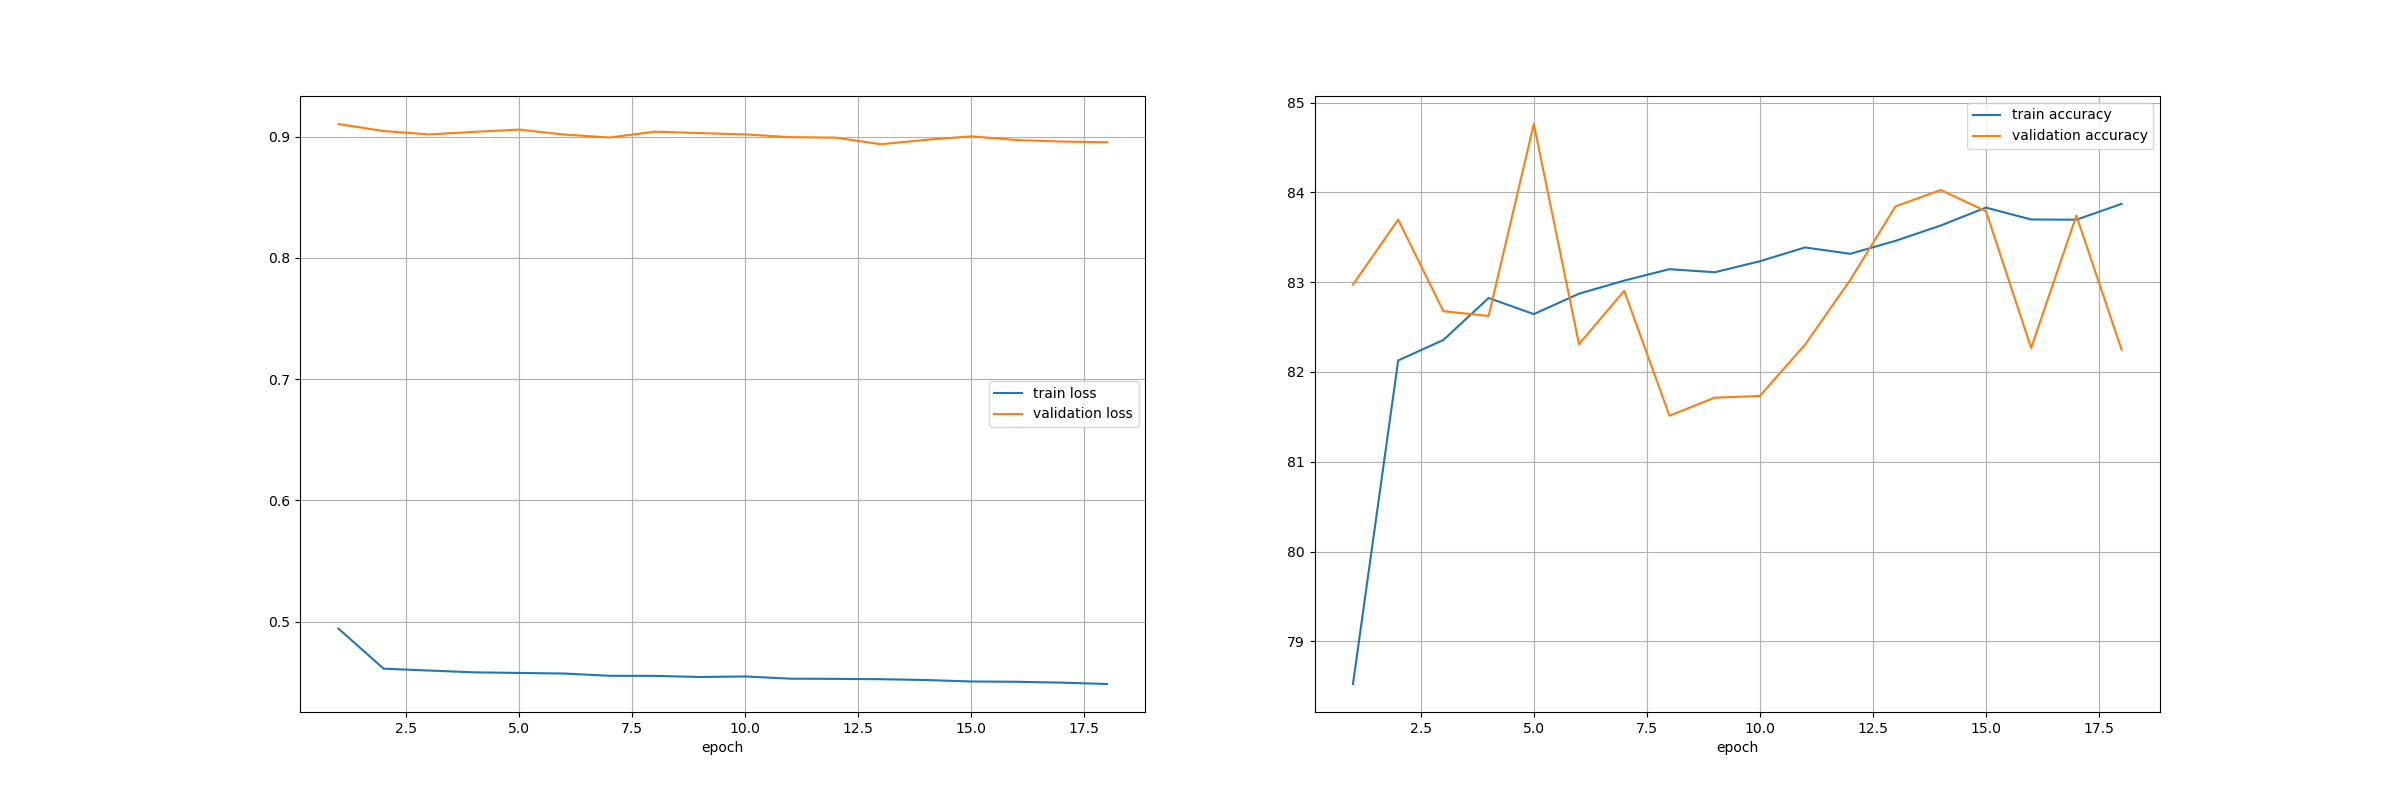 0.9
0.8
0.7
0.6
0.5
2.5 5.0 7.5 10.0 12.5 15.0 17.5
epoch
train loss
validation loss
85
84
83
82
81
80
79
2.5 5.0 7.5 10.0 12.5 15.0 17.5
epoch
train accuracy
validation accuracy